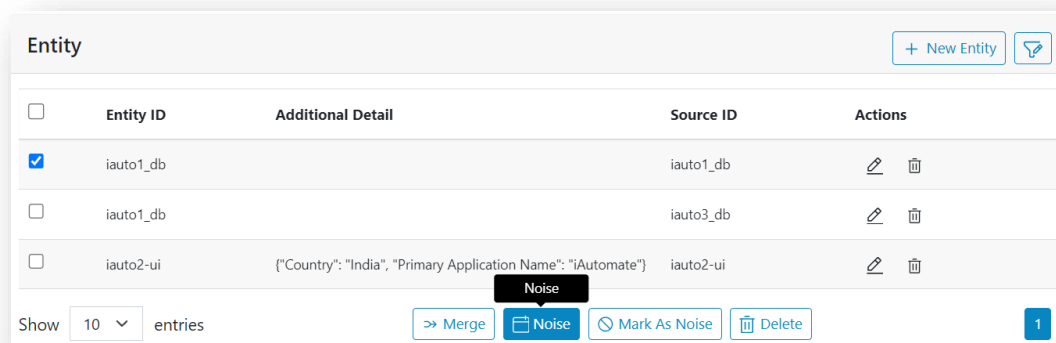 Entity
+ New Entity
Entity ID Additional Detail Source ID Actions
iauto1_db iauto1_db
iauto1_db iauto3_db
iauto2-ui {"Country": "India", "Primary Application Name": "iAutomate"} iauto2-ui
Noise
Show 10 entries Merge Noise Mark As Noise Delete 1